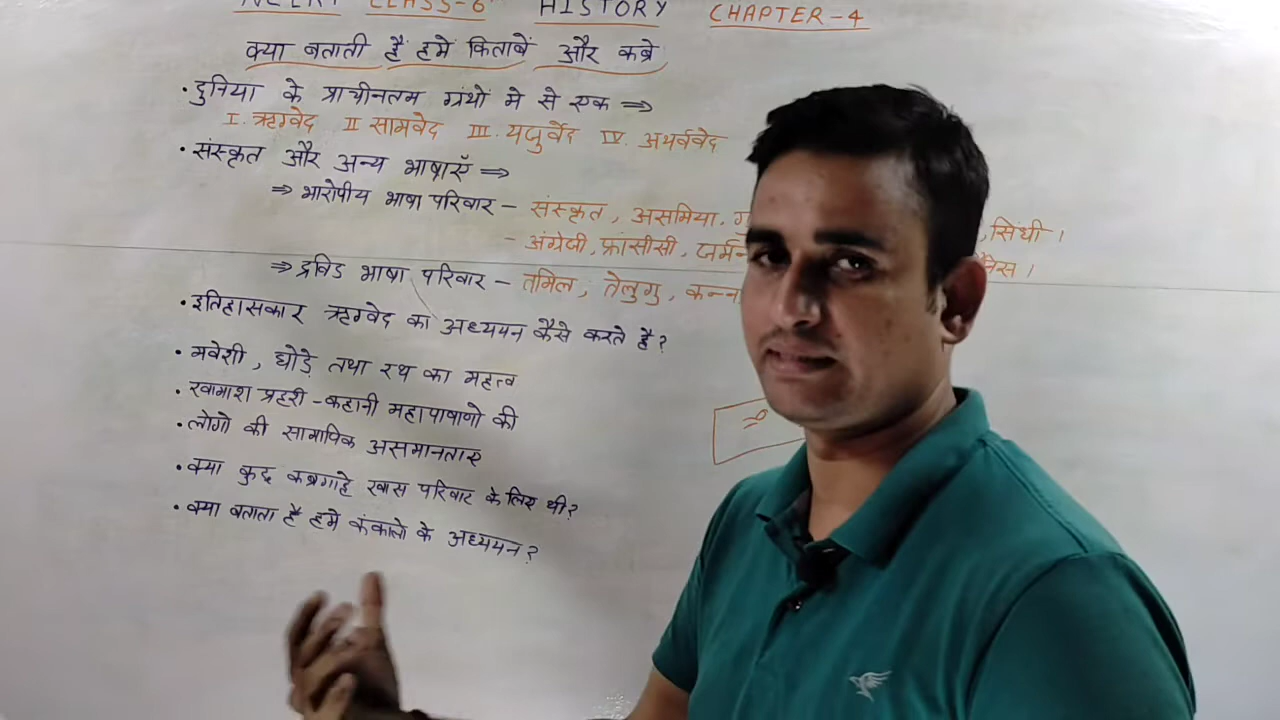 NCERT CLASS-6 HISTORY CHAPTER-4
क्या बताती हैं हमें किताबें और कब्रे
• दुनिया के प्राचीनतम ग्रंथों मे से एक ⇒
I. ऋग्वेद II सामवेद III. यजुर्वेद IV. अथर्ववेद
• संस्कृत और अन्य भाषाएँ ⇒
⇒ भारोपीय भाषा परिवार – संस्कृत, असमिया, ,सिंधी।
– अंग्रेजी, फ्रांसीसी, जर्मन
⇒ द्रविड भाषा परिवार – तमिल, तेलुगु, कन्न
• इतिहासकार ऋग्वेद का अध्ययन कैसे करते है?
• मवेशी, घोड़े तथा रथ का महत्त्व
• खामोश प्रहरी – कहानी महापाषाणो की
• लोगो की सामाजिक असमानताएं
• क्या कुछ कब्रगाहे खास परिवार के लिए थी?
• क्या बताता है हमे कंकालो के अध्ययन?